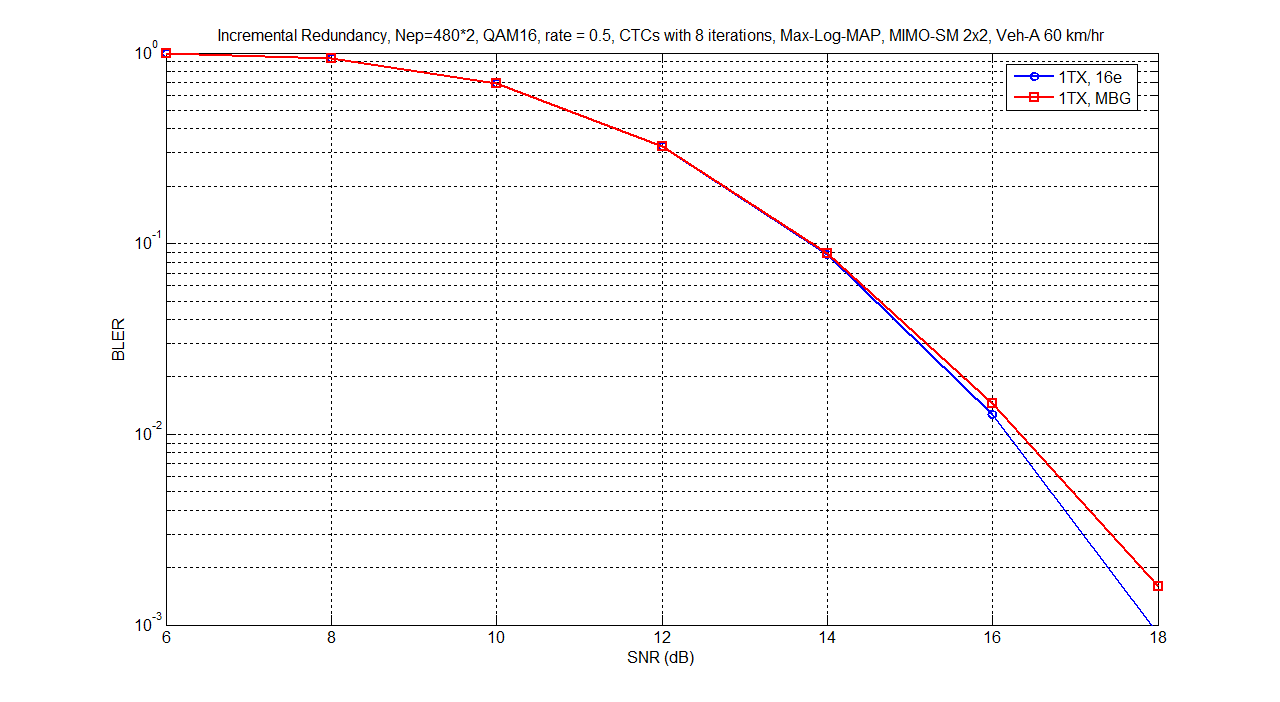 Incremental Redundancy, Nep=480*2, QAM16, rate = 0.5, CTCs with 8 iterations, Max-Log-MAP, MIMO-SM 2x2, Veh-A 60 km/hr
1TX, 16e
1TX, MBG
10^0
10^-1
10^-2
10^-3
BLER
6 8 10 12 14 16 18
SNR (dB)